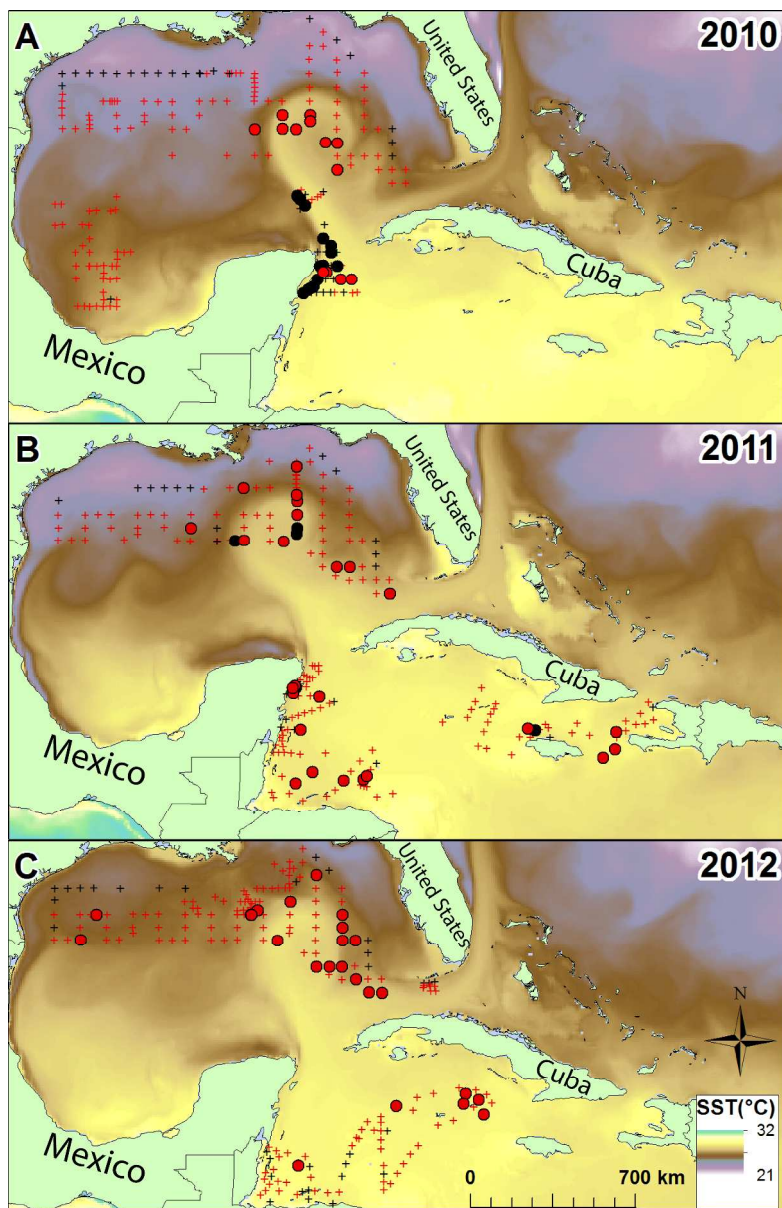 A
2010
United States
Cuba
Mexico
B
2011
United States
Cuba
Mexico
C
2012
United States
N
Cuba
Mexico
SST(°C)
32
21
0
700 km